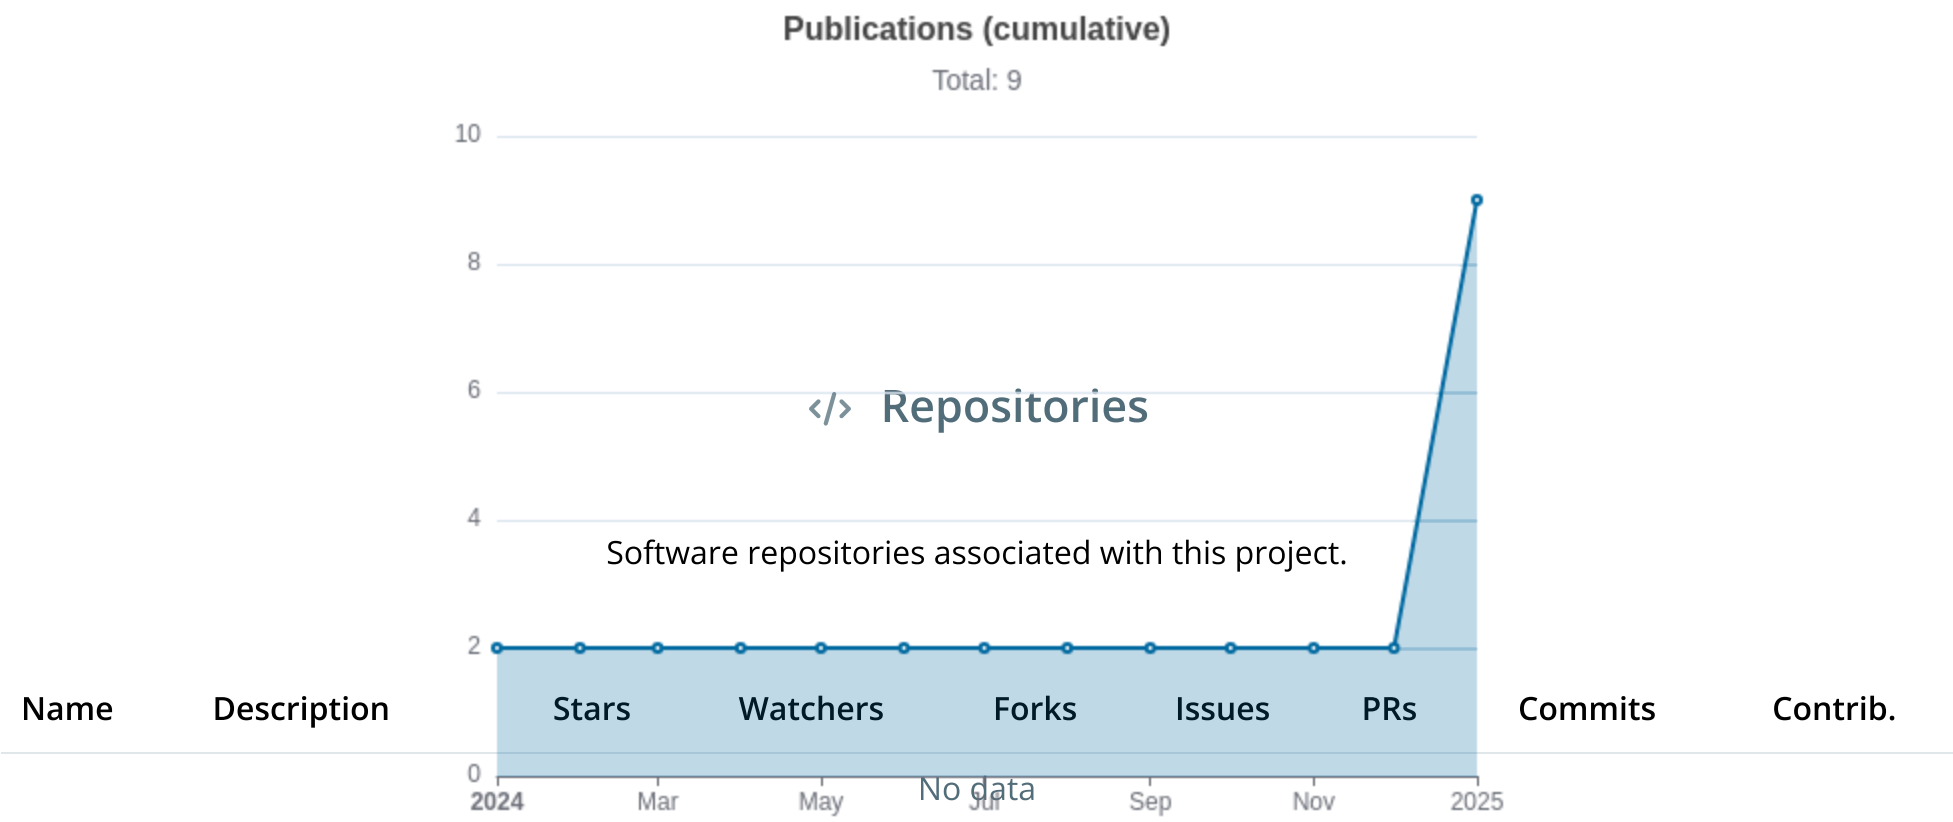 Publications (cumulative)
Total: 9
10
8
6
</> Repositories
4
Software repositories associated with this project.
2
Name Description Stars Watchers Forks Issues PRs Commits Contrib.
0
No data
2024 Mar May Jul Sep Nov 2025